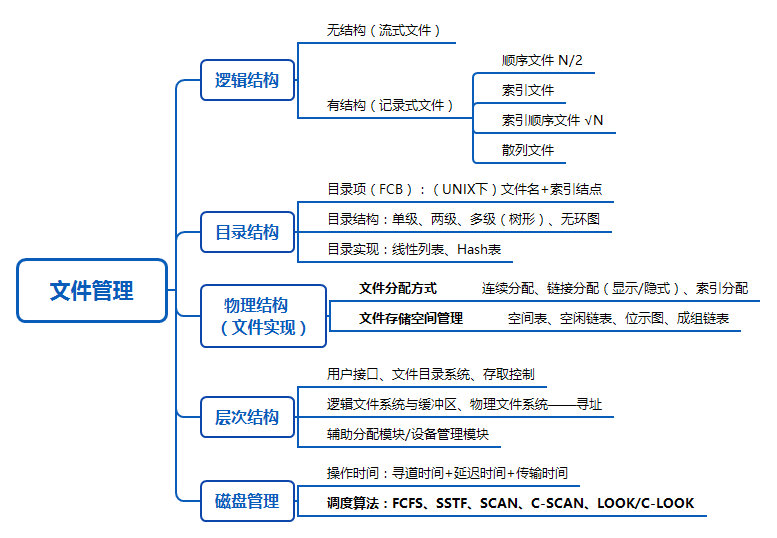 文件管理
逻辑结构
无结构（流式文件）
有结构（记录式文件）
顺序文件 N/2
索引文件
索引顺序文件 √N
散列文件
目录结构
目录项（FCB）：（UNIX下）文件名+索引结点
目录结构：单级、两级、多级（树形）、无环图
目录实现：线性列表、Hash表
物理结构
（文件实现）
文件分配方式 连续分配、链接分配（显示/隐式）、索引分配
文件存储空间管理 空间表、空闲链表、位示图、成组链表
层次结构
用户接口、文件目录系统、存取控制
逻辑文件系统与缓冲区、物理文件系统——寻址
辅助分配模块/设备管理模块
磁盘管理
操作时间：寻道时间+延迟时间+传输时间
调度算法：FCFS、SSTF、SCAN、C-SCAN、LOOK/C-LOOK